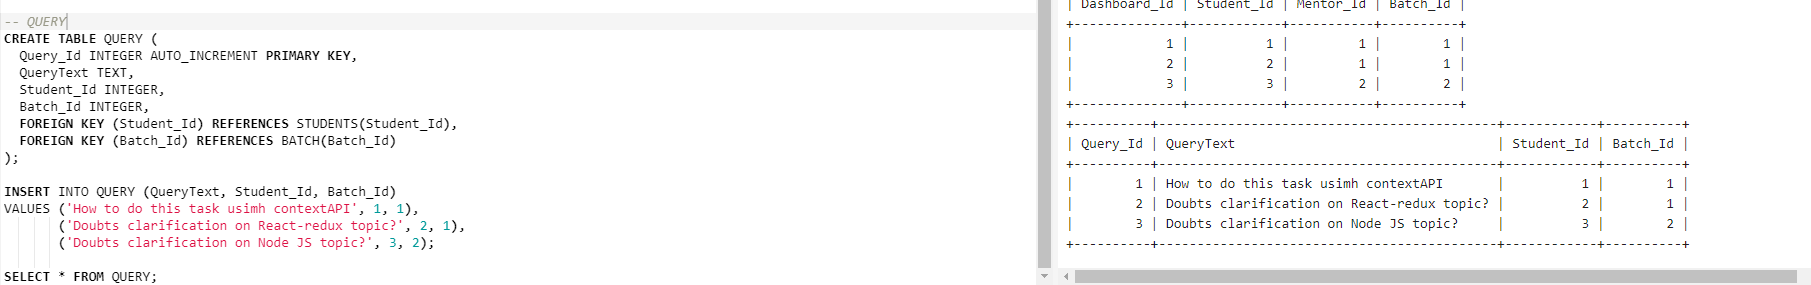 -- QUERY
CREATE TABLE QUERY (
  Query_Id INTEGER AUTO_INCREMENT PRIMARY KEY,
  QueryText TEXT,
  Student_Id INTEGER,
  Batch_Id INTEGER,
  FOREIGN KEY (Student_Id) REFERENCES STUDENTS(Student_Id),
  FOREIGN KEY (Batch_Id) REFERENCES BATCH(Batch_Id)
);
INSERT INTO QUERY (QueryText, Student_Id, Batch_Id)
VALUES ('How to do this task usimh contextAPI', 1, 1),
       ('Doubts clarification on React-redux topic?', 2, 1),
       ('Doubts clarification on Node JS topic?', 3, 2);
SELECT * FROM QUERY;
| Dashboard_Id | Student_Id | Mentor_Id | Batch_Id |
+--------------+------------+-----------+----------+
|            1 |          1 |         1 |        1 |
|            2 |          2 |         1 |        1 |
|            3 |          3 |         2 |        2 |
+--------------+------------+-----------+----------+
+----------+--------------------------------------------+------------+----------+
| Query_Id | QueryText                                  | Student_Id | Batch_Id |
+----------+--------------------------------------------+------------+----------+
|        1 | How to do this task usimh contextAPI       |          1 |        1 |
|        2 | Doubts clarification on React-redux topic? |          2 |        1 |
|        3 | Doubts clarification on Node JS topic?     |          3 |        2 |
+----------+--------------------------------------------+------------+----------+